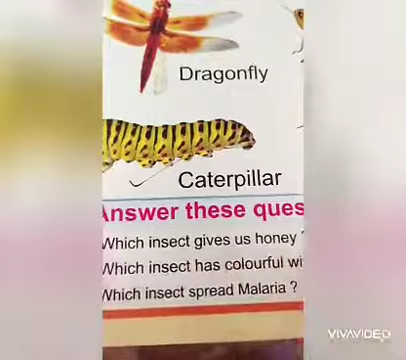 Dragonfly
Caterpillar
Answer these ques
Which insect gives us honey ?
Which insect has colourful wi
Which insect spread Malaria ?
VIVAVIDEO